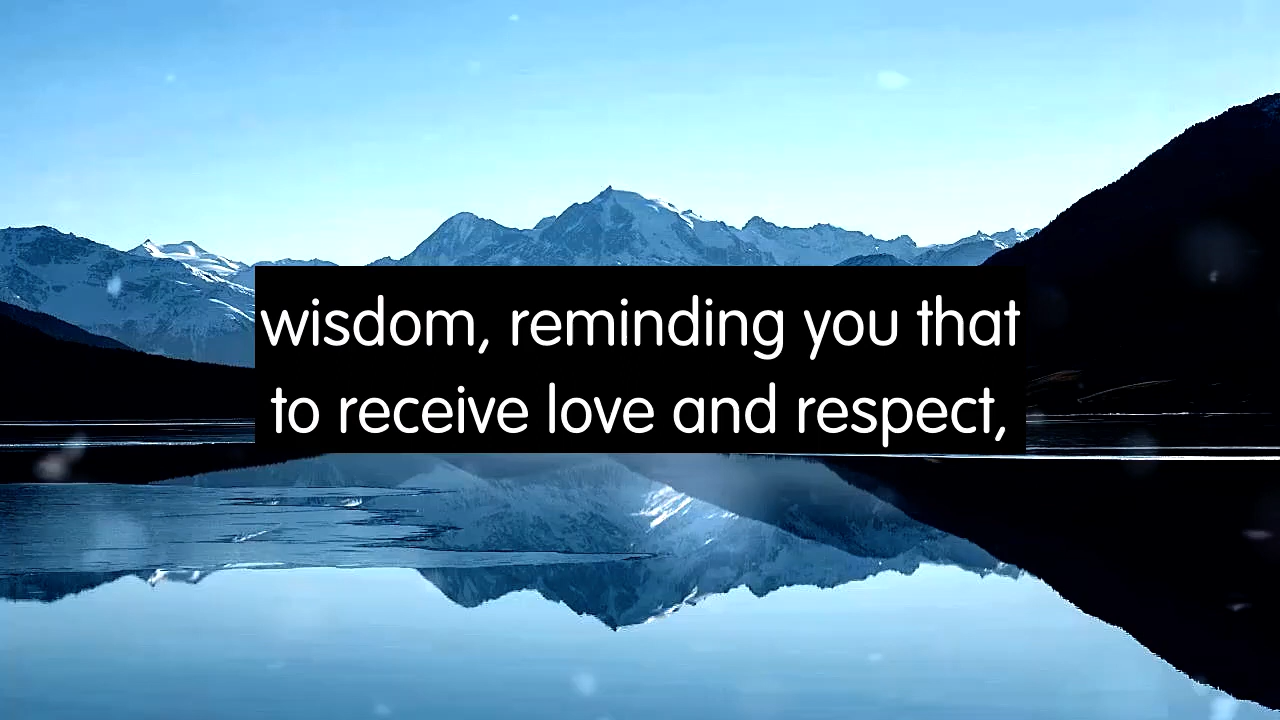 wisdom, reminding you that
to receive love and respect,